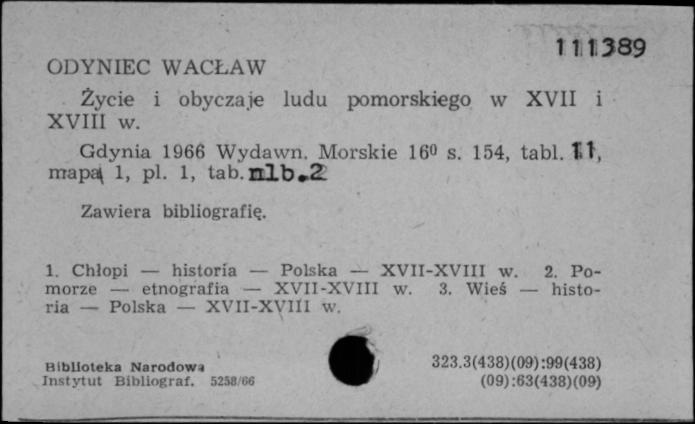 111389
ODYNIEC WACŁAW
Życie i obyczaje ludu pomorskiego w XVII i
XVIII w.
Gdynia 1966 Wydawn. Morskie 16⁰ s. 154, tabl. 11,
mapa 1, pl. 1, tab. nlb. 2
Zawiera bibliografię.
1. Chłopi — historia — Polska — XVII-XVIII w. 2. Po-
morze — etnografia — XVII-XVIII w. 3. Wieś — histo-
ria — Polska — XVII-XVIII w.
Biblioteka Narodowa 323.3(438)(09):99(438)
Instytut Bibliograf. 5258/66 (09):63(438)(09)